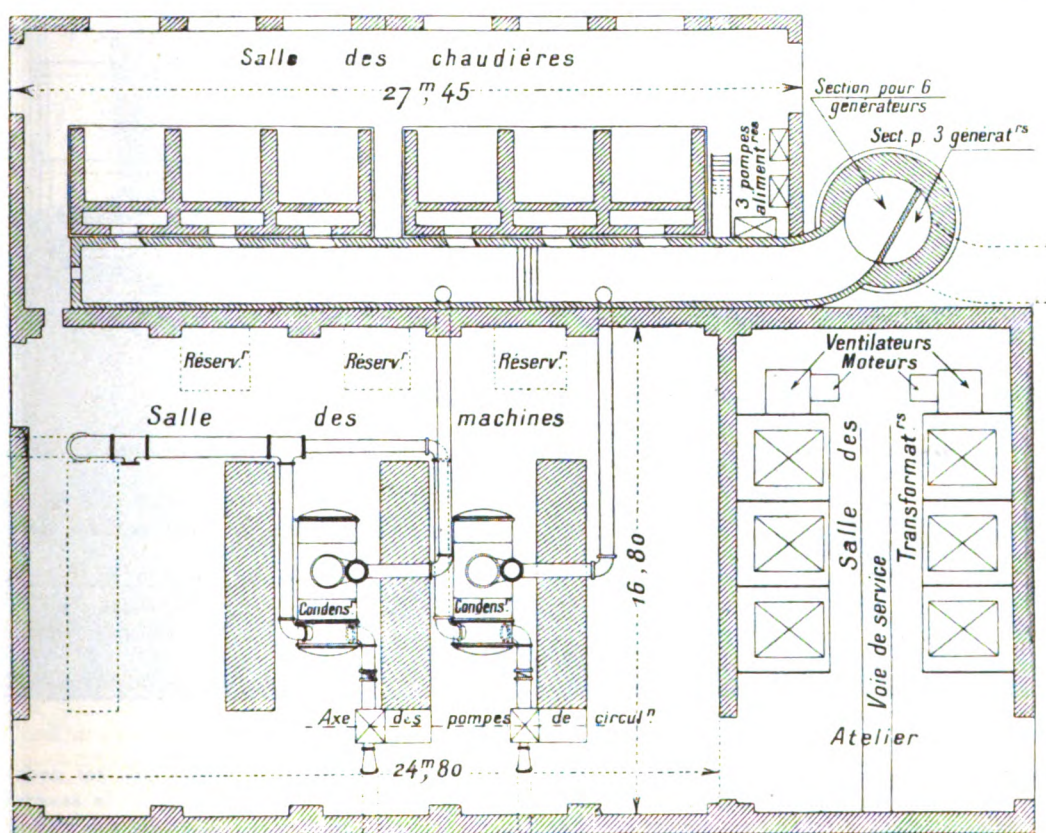 Salle des chaudières
27ᵐ,45
Section pour 6
générateurs
Sect. p. 3 générat.ʳˢ
3 pompes
aliment.ʳᵉˢ
Réserv.ʳ
Réserv.ʳ
Réserv.ʳ
Ventilateurs
Moteurs
Salle des machines
Salle des
Transformat.ʳˢ
Condens.ʳ
Condens.ʳ
16,80
Voie de service
Axe des pompes de circul.ⁿ
Atelier
24ᵐ,80